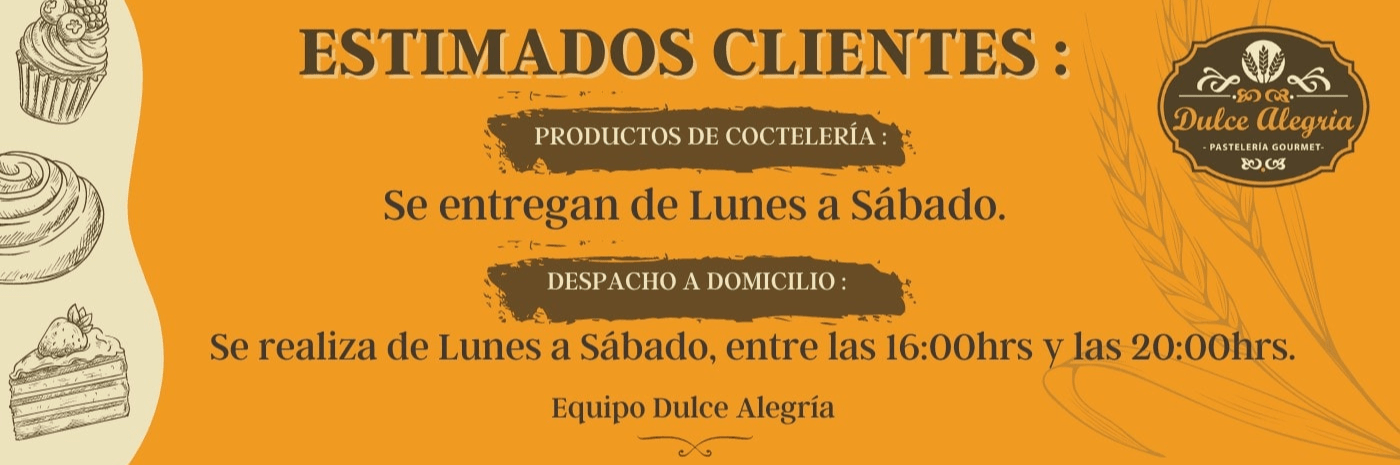 ESTIMADOS CLIENTES :
PRODUCTOS DE COCTELERÍA :
Se entregan de Lunes a Sábado.
DESPACHO A DOMICILIO :
Se realiza de Lunes a Sábado, entre las 16:00hrs y las 20:00hrs.
Equipo Dulce Alegría
Dulce Alegria
- PASTELERÍA GOURMET-